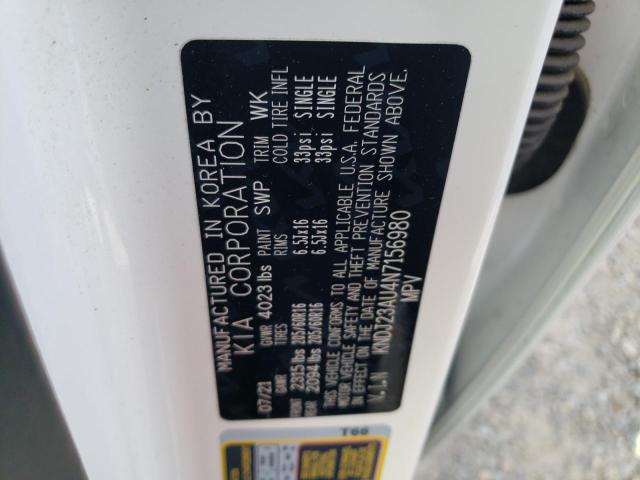 MANUFACTURED IN KOREA BY
KIA CORPORATION
07/21 GVWR 4023 lbs PAINT SWP TRIM WK
GAWR TIRES RIMS COLD TIRE INFL
FRONT 2315 lbs 205/60R16 6.5Jx16 33psi SINGLE
REAR 2094 lbs 205/60R16 6.5Jx16 33psi SINGLE
THIS VEHICLE CONFORMS TO ALL APPLICABLE U.S.A. FEDERAL
MOTOR VEHICLE SAFETY AND THEFT PREVENTION STANDARDS
IN EFFECT ON THE DATE OF MANUFACTURE SHOWN ABOVE.
V.I.N KNDJ23AU4N7156980
MPV
T00